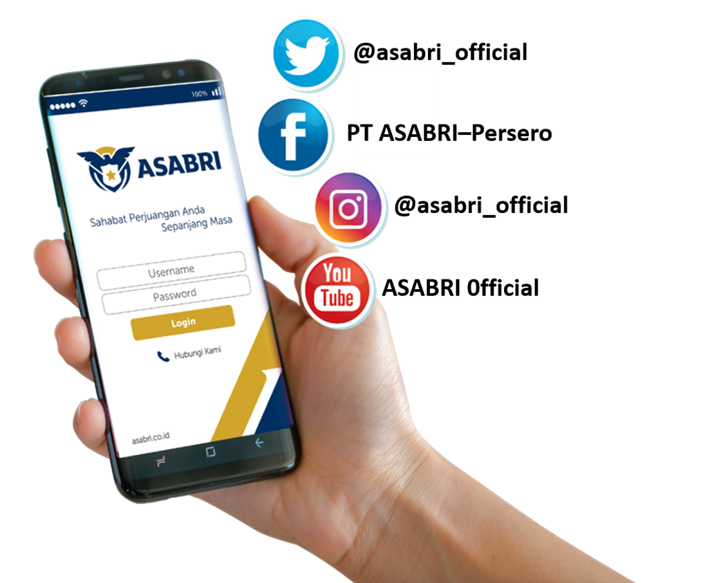 @asabri_official
PT ASABRI–Persero
@asabri_official
You
Tube
ASABRI 0fficial
100%
ASABRI
Sahabat Perjuangan Anda
Sepanjang Masa
Username
Password
Login
Hubungi Kami
asabri.co.id